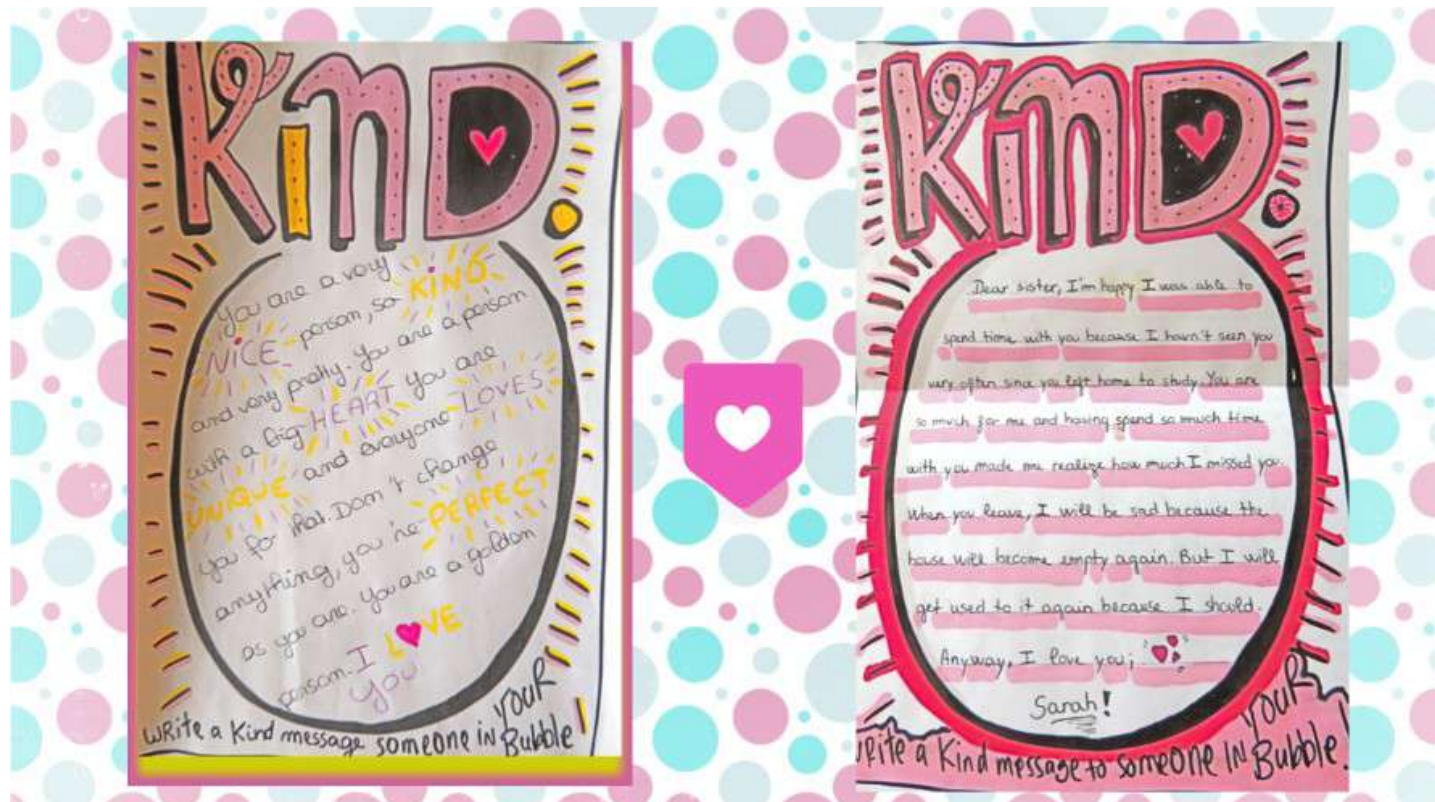 KiND.
You are a very
NiCE person, so KiND
and very pretty. You are a person
with a big HEART you are
UNiQUE and everyone LOVES
you for that. Don't change
anything, you're PERFECT
as you are. You are a golden
person. I LOVE
you
WRite a Kind message someone in YOUR Bubble!
KiND.
Dear sister, I'm happy I was able to
spend time with you because I havn't seen you
very often since you left home to study. You are
so much for me and having spend so much time
with you made me realize how much I missed you.
When you leave, I will be sad because the
house will become empty again. But I will
get used to it again because I should.
Anyway, I love you;
Sarah!
WRite a Kind message to someone IN YOUR Bubble!